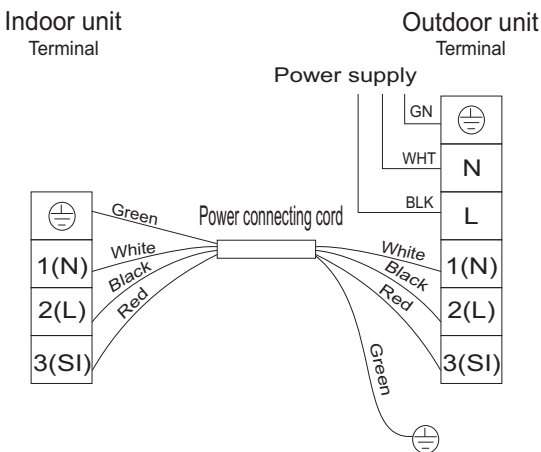 Indoor unit
Terminal
Outdoor unit
Terminal
Power supply
GN
WHT
N
BLK
L
Green
Power connecting cord
1(N)
White
White
1(N)
2(L)
Black
Black
2(L)
3(SI)
Red
Red
3(SI)
Green